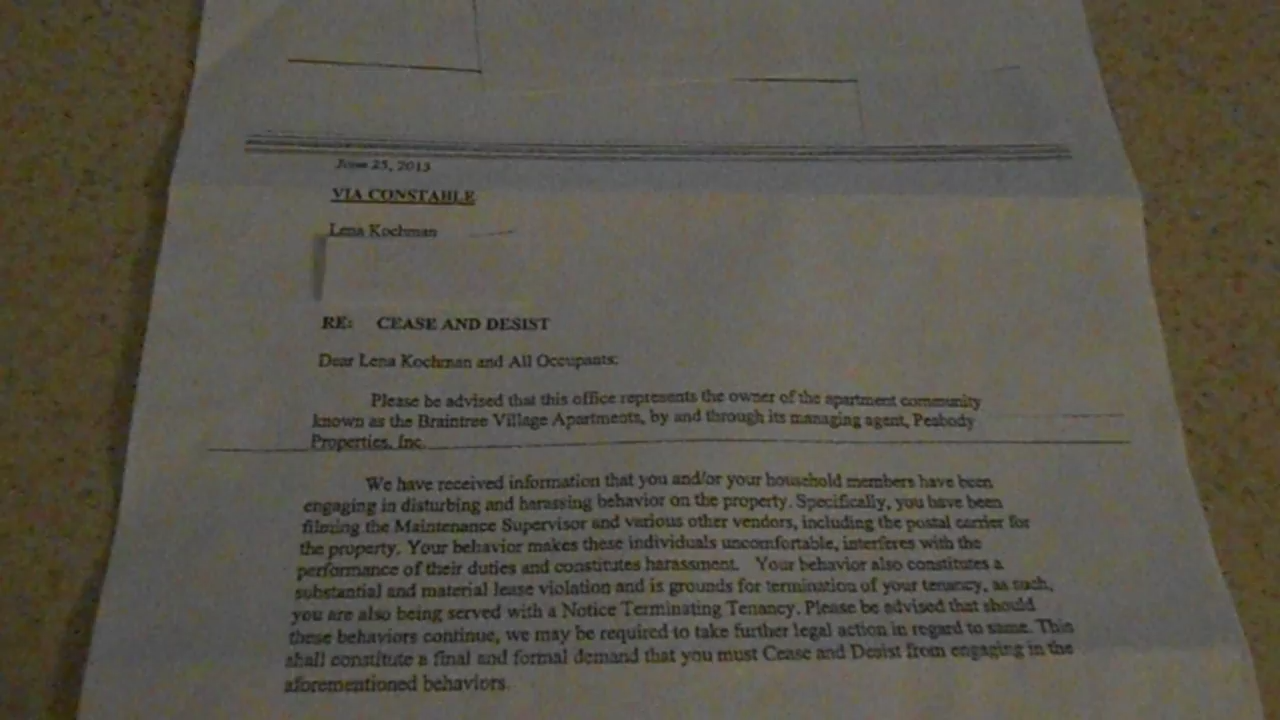 June 25, 2013
VIA CONSTABLE
Lena Kochman
RE: CEASE AND DESIST
Dear Lena Kochman and All Occupants:
Please be advised that this office represents the owner of the apartment community
known as the Braintree Village Apartments, by and through its managing agent, Peabody
Properties, Inc.
We have received information that you and/or your household members have been
engaging in disturbing and harassing behavior on the property. Specifically, you have been
filming the Maintenance Supervisor and various other vendors, including the postal carrier for
the property. Your behavior makes these individuals uncomfortable, interferes with the
performance of their duties and constitutes harassment. Your behavior also constitutes a
substantial and material lease violation and is grounds for termination of your tenancy, as such,
you are also being served with a Notice Terminating Tenancy. Please be advised that should
these behaviors continue, we may be required to take further legal action in regard to same. This
shall constitute a final and formal demand that you must Cease and Desist from engaging in the
aforementioned behaviors.